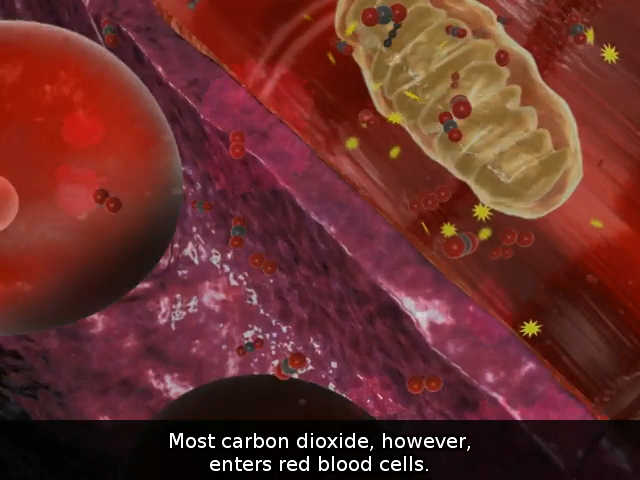 Most carbon dioxide, however,
enters red blood cells.